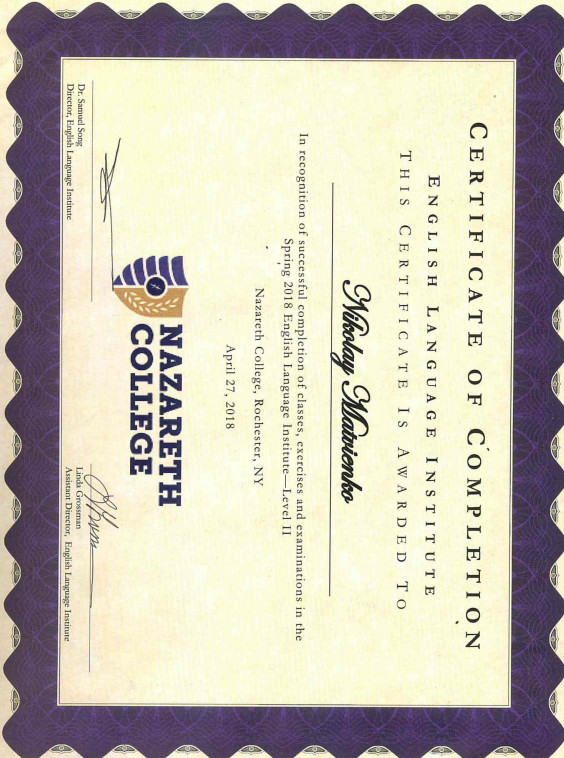 CERTIFICATE OF COMPLETION
ENGLISH LANGUAGE INSTITUTE
THIS CERTIFICATE IS AWARDED TO
Nikolay Matvienko
In recognition of successful completion of classes, exercises and examinations in the
Spring 2018 English Language Institute—Level II
Nazareth College, Rochester, NY
April 27, 2018
NAZARETH
COLLEGE
Dr. Samuel Song
Director, English Language Institute
Linda Grossman
Assistant Director, English Language Institute